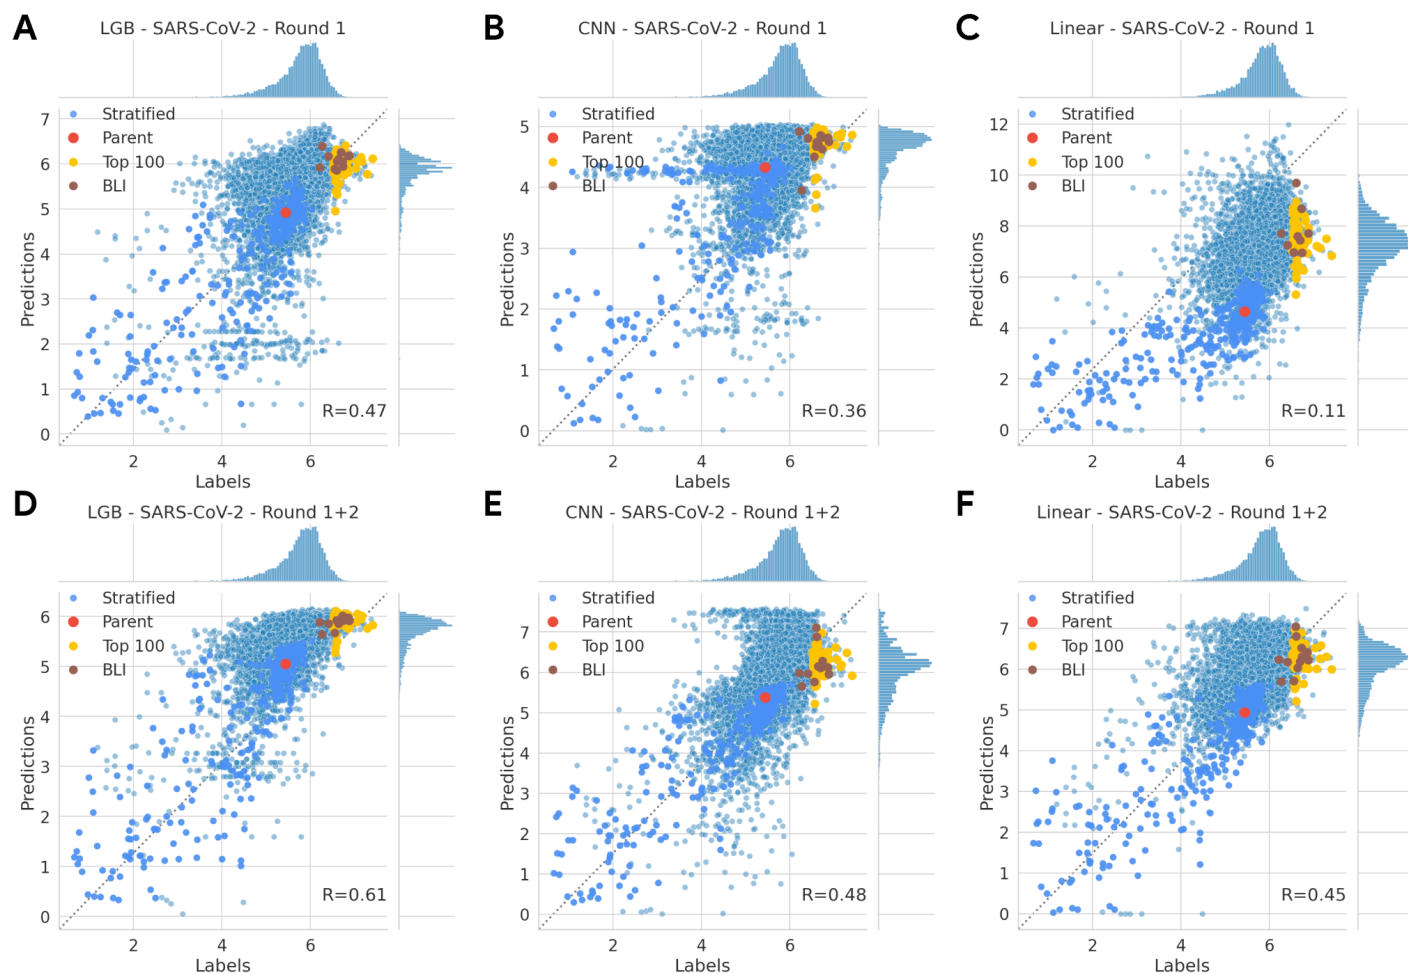 A
LGB - SARS-CoV-2 - Round 1
Stratified
Parent
Top 100
BLI
7
6
5
4
3
2
1
0
Predictions
R=0.47
2
4
6
Labels
B
CNN - SARS-CoV-2 - Round 1
Stratified
Parent
Top 100
BLI
5
4
3
2
1
0
Predictions
R=0.36
2
4
6
Labels
C
Linear - SARS-CoV-2 - Round 1
Stratified
Parent
Top 100
BLI
12
10
8
6
4
2
0
Predictions
R=0.11
2
4
6
Labels
D
LGB - SARS-CoV-2 - Round 1+2
Stratified
Parent
Top 100
BLI
6
5
4
3
2
1
0
Predictions
R=0.61
2
4
6
Labels
E
CNN - SARS-CoV-2 - Round 1+2
Stratified
Parent
Top 100
BLI
7
6
5
4
3
2
1
0
Predictions
R=0.48
2
4
6
Labels
F
Linear - SARS-CoV-2 - Round 1+2
Stratified
Parent
Top 100
BLI
7
6
5
4
3
2
1
0
Predictions
R=0.45
2
4
6
Labels